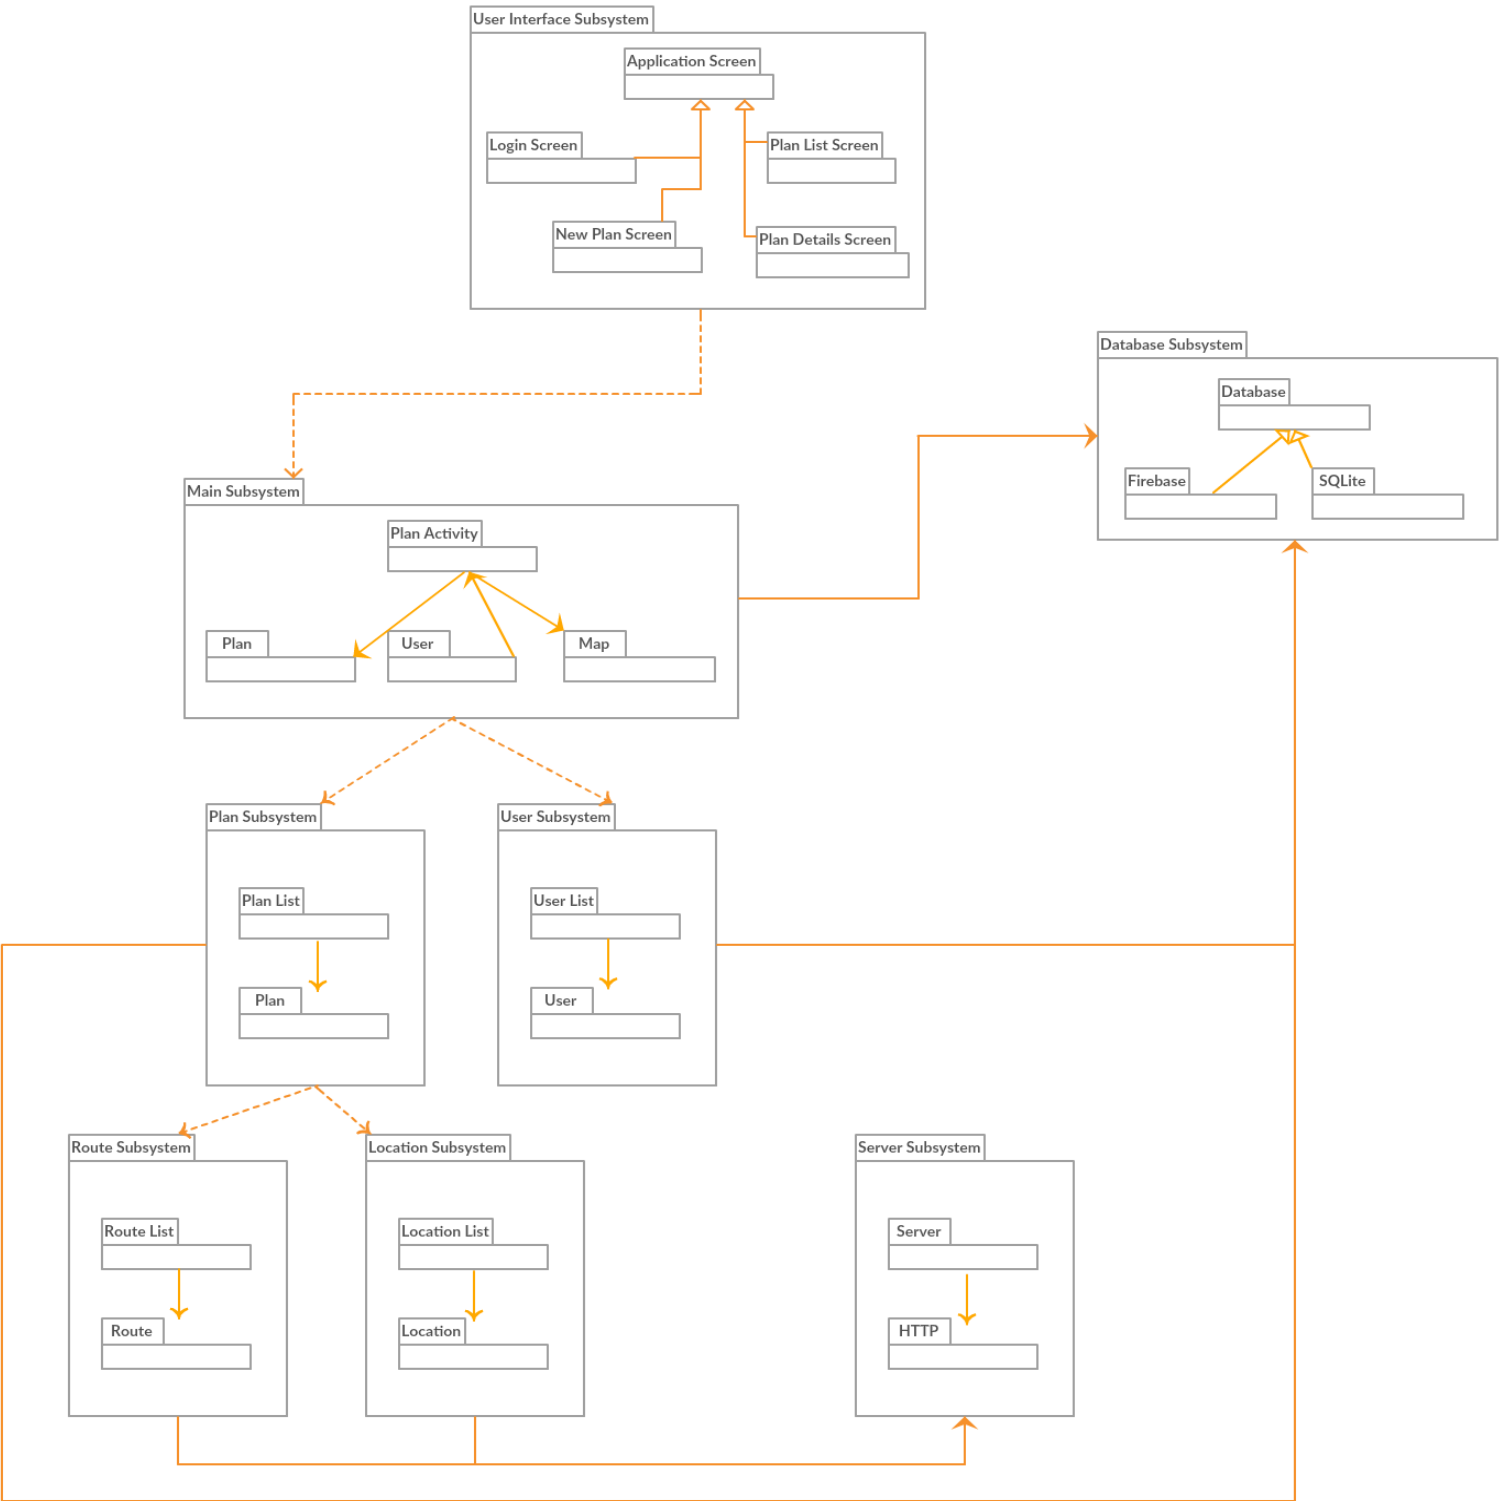 User Interface Subsystem
Application Screen
Login Screen
Plan List Screen
New Plan Screen
Plan Details Screen
Database Subsystem
Database
Firebase
SQLite
Main Subsystem
Plan Activity
Plan
User
Map
Plan Subsystem
Plan List
Plan
User Subsystem
User List
User
Route Subsystem
Route List
Route
Location Subsystem
Location List
Location
Server Subsystem
Server
HTTP